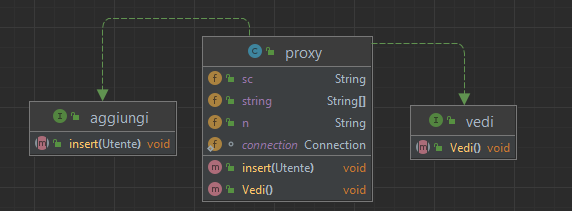 proxy
sc String
string String[]
n String
connection Connection
insert(Utente) void
Vedi() void
aggiungi
insert(Utente) void
vedi
Vedi() void